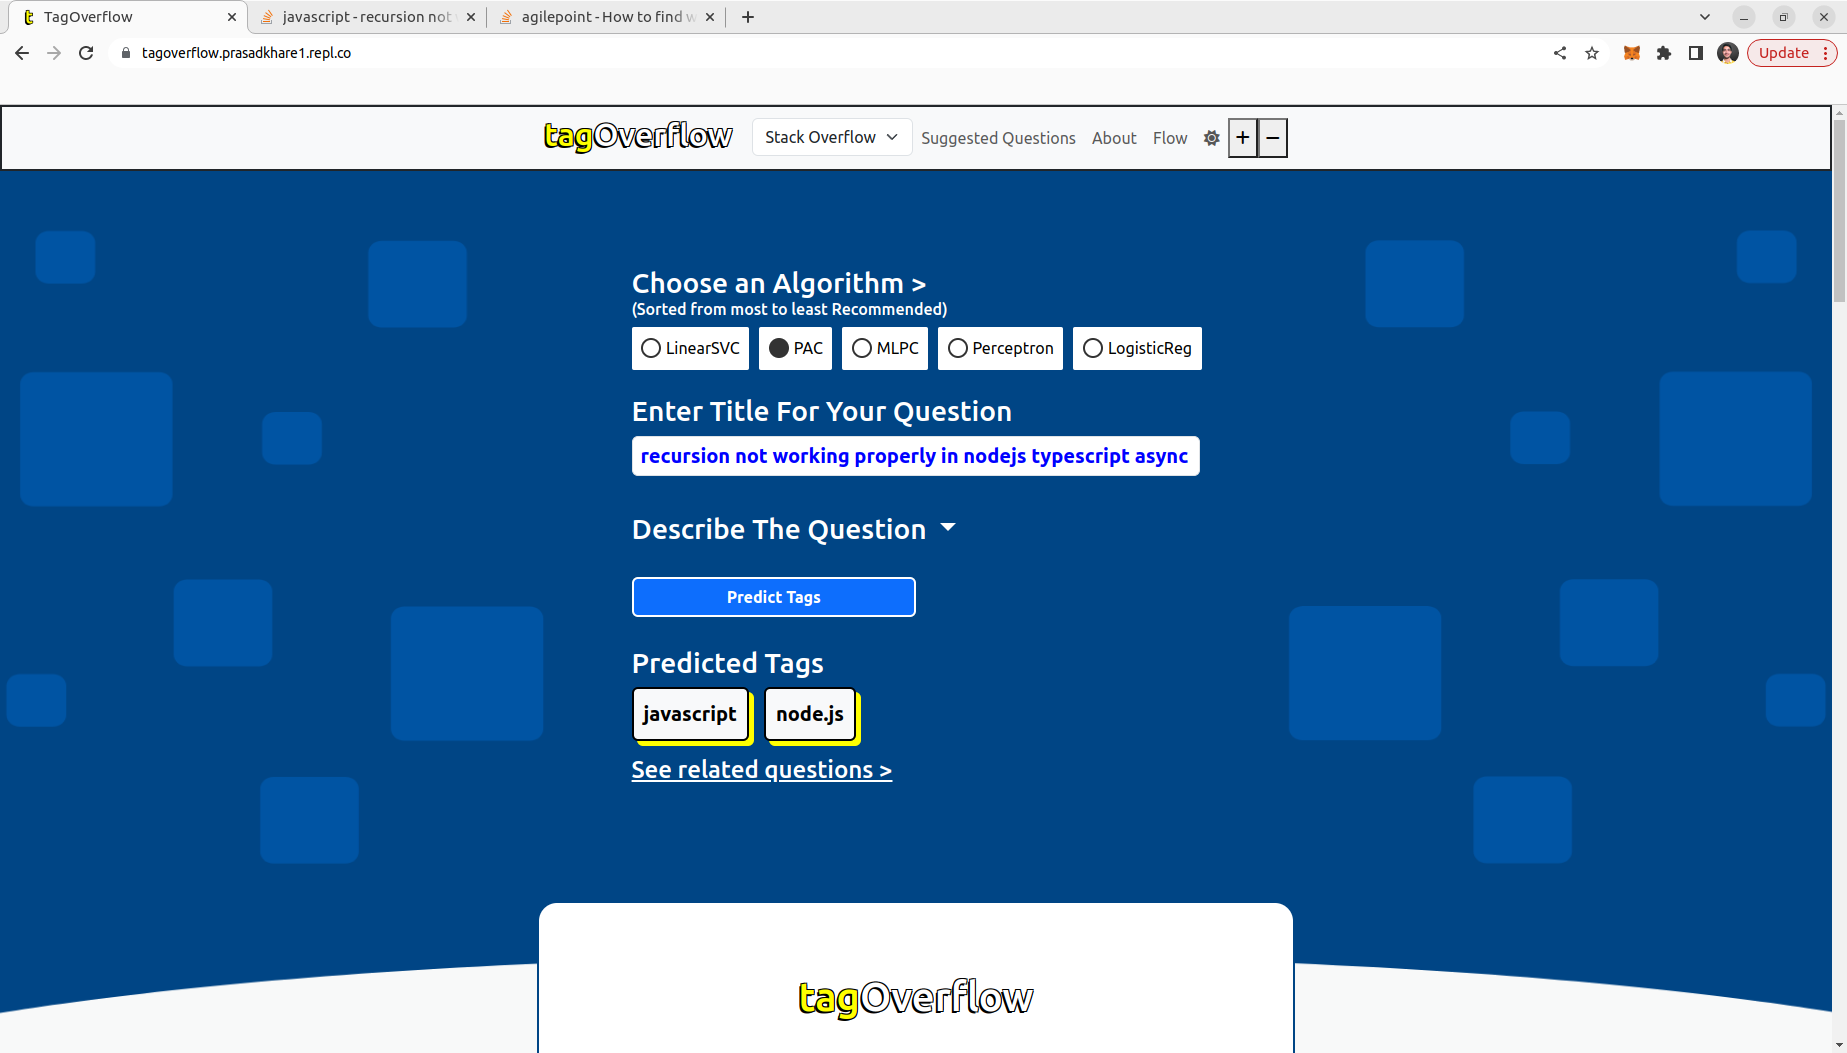 TagOverflow
javascript - recursion not
agilepoint - How to find w
tagoverflow.prasadkhare1.repl.co
Update
tagOverflow
Stack Overflow
Suggested Questions
About
Flow
+
−
Choose an Algorithm >
(Sorted from most to least Recommended)
LinearSVC
PAC
MLPC
Perceptron
LogisticReg
Enter Title For Your Question
recursion not working properly in nodejs typescript async
Describe The Question
Predict Tags
Predicted Tags
javascript
node.js
See related questions >
tagOverflow